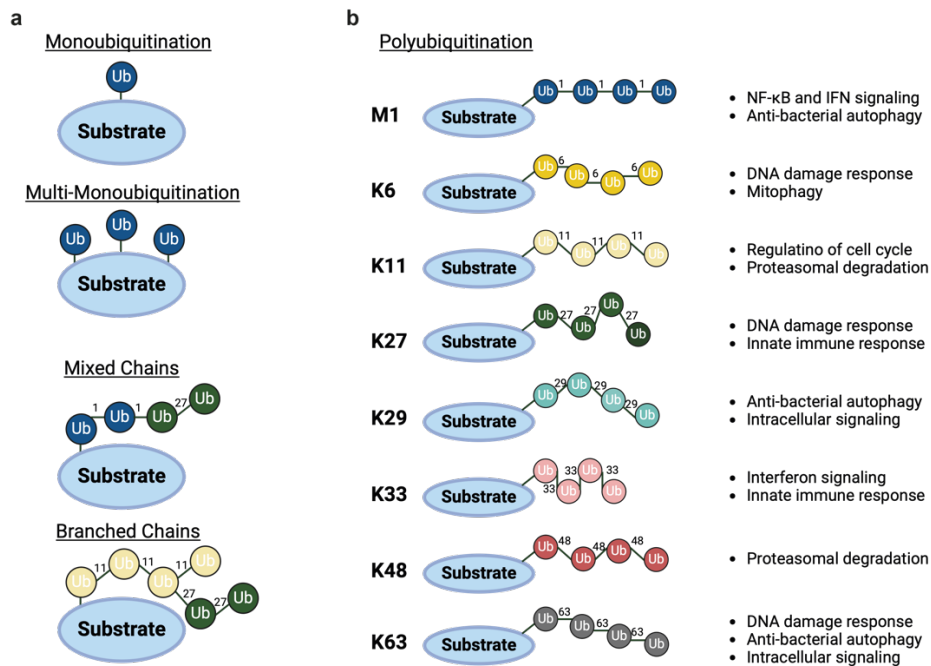 a
Monoubiquitination
Ub
Substrate
Multi-Monoubiquitination
Ub
Ub
Ub
Substrate
Mixed Chains
Ub 1 Ub 1 Ub 27 Ub
Substrate
Branched Chains
Ub 11 Ub 11 Ub 11 Ub
27 Ub 27 Ub
Substrate
b
Polyubiquitination
M1
Substrate
Ub 1 Ub 1 Ub 1 Ub
• NF-κB and IFN signaling
• Anti-bacterial autophagy
K6
Substrate
Ub 6 Ub 6 Ub 6 Ub
• DNA damage response
• Mitophagy
K11
Substrate
Ub 11 Ub 11 Ub 11 Ub
• Regulatino of cell cycle
• Proteasomal degradation
K27
Substrate
Ub 27 Ub 27 Ub 27 Ub
• DNA damage response
• Innate immune response
K29
Substrate
Ub 29 Ub 29 Ub 29 Ub
• Anti-bacterial autophagy
• Intracellular signaling
K33
Substrate
Ub 33 Ub 33 Ub 33 Ub
• Interferon signaling
• Innate immune response
K48
Substrate
Ub 48 Ub 48 Ub 48 Ub
• Proteasomal degradation
K63
Substrate
Ub 63 Ub 63 Ub 63 Ub
• DNA damage response
• Anti-bacterial autophagy
• Intracellular signaling